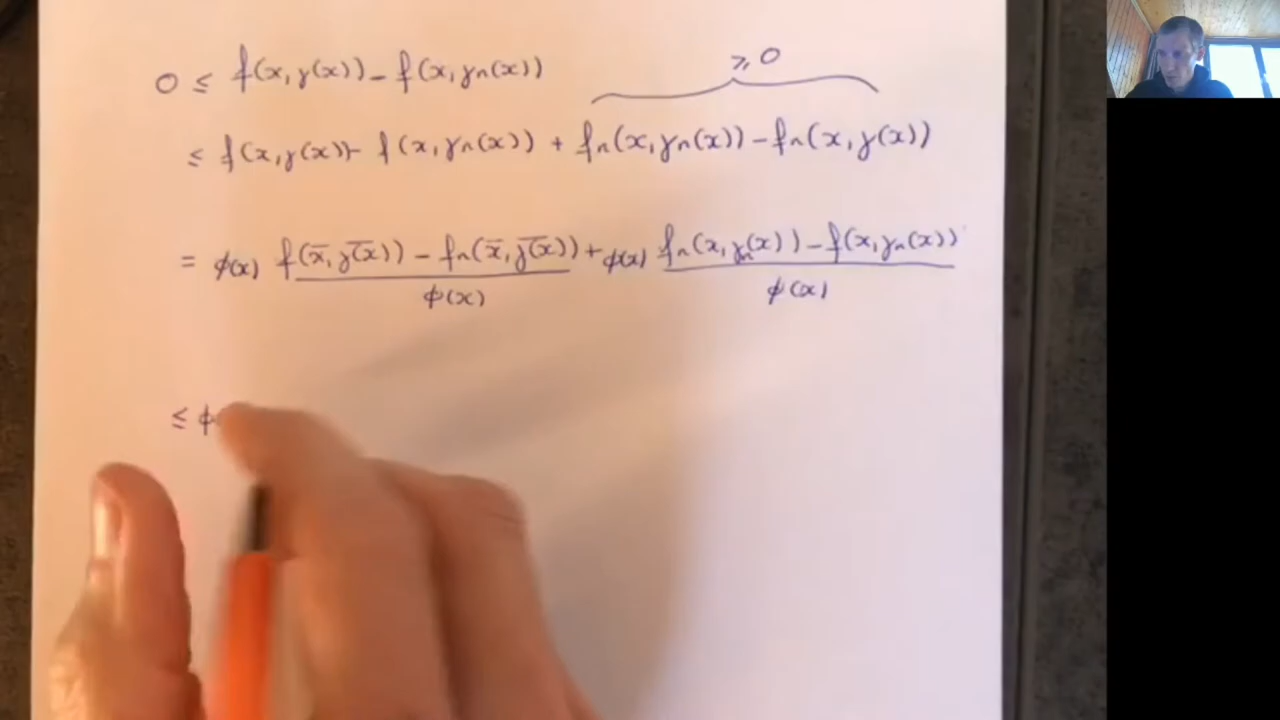 ≥ 0
0 ≤ f(x, y(x)) - f(x, yn(x))
≤ f(x, y(x)) - f(x, yn(x)) + fn(x, yn(x)) - fn(x, y(x))
= ϕ(x) f(x̄, y(x)‾) - fn(x̄, y(x)‾) / ϕ(x) + ϕ(x) fn(x, yn(x)) - f(x, yn(x)) / ϕ(x)
≤ ϕ